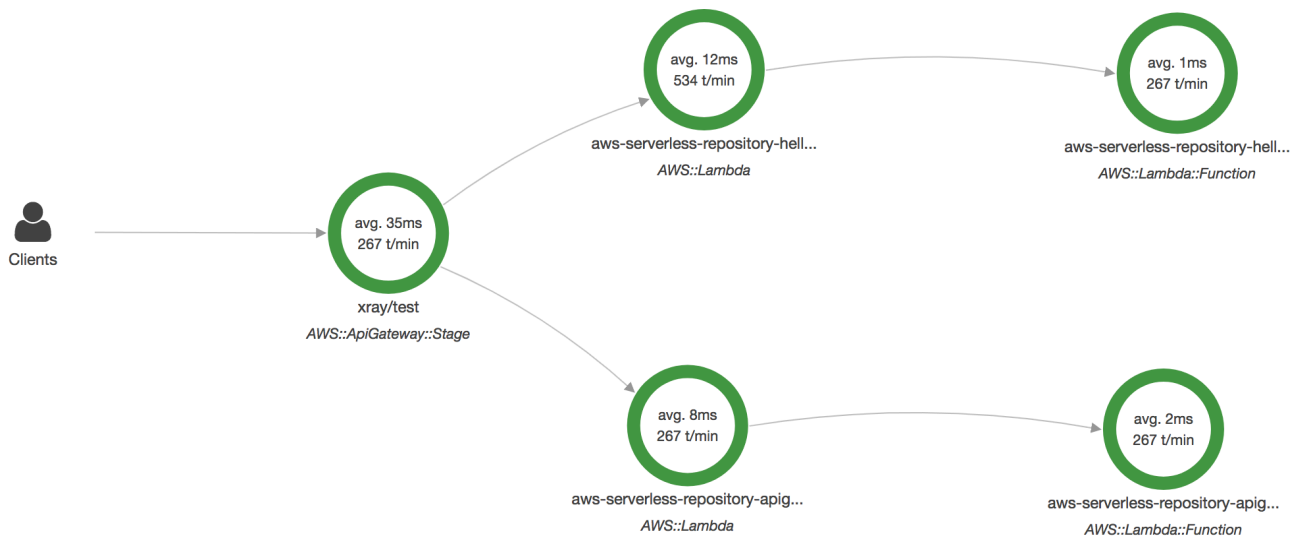 avg. 12ms
534 t/min
aws-serverless-repository-hell...
AWS::Lambda
avg. 1ms
267 t/min
aws-serverless-repository-hell...
AWS::Lambda::Function
Clients
avg. 35ms
267 t/min
xray/test
AWS::ApiGateway::Stage
avg. 8ms
267 t/min
aws-serverless-repository-apig...
AWS::Lambda
avg. 2ms
267 t/min
aws-serverless-repository-apig...
AWS::Lambda::Function